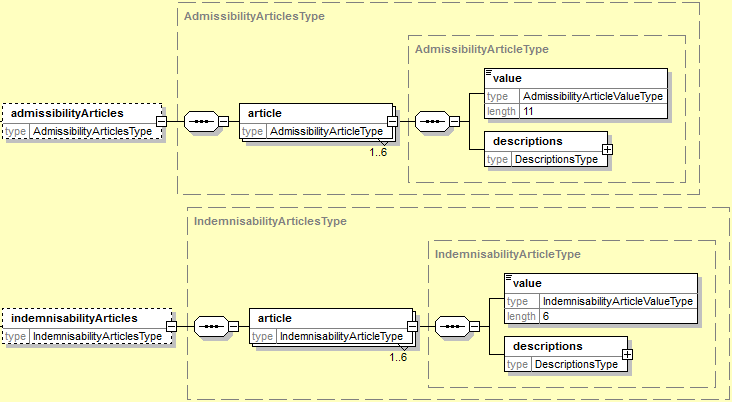 AdmissibilityArticlesType
AdmissibilityArticleType
value
type AdmissibilityArticleValueType
length 11
admissibilityArticles
type AdmissibilityArticlesType
article
type AdmissibilityArticleType
1..6
descriptions
type DescriptionsType
IndemnisabilityArticlesType
IndemnisabilityArticleType
value
type IndemnisabilityArticleValueType
length 6
indemnisabilityArticles
type IndemnisabilityArticlesType
article
type IndemnisabilityArticleType
1..6
descriptions
type DescriptionsType